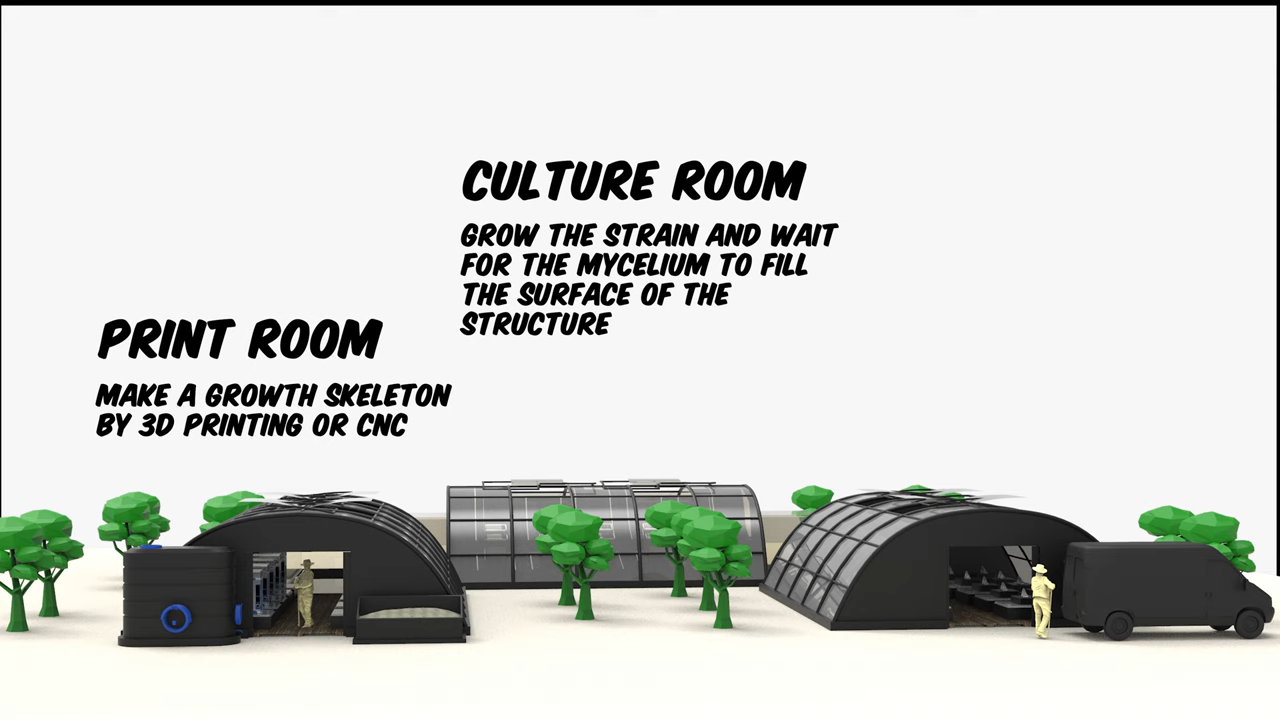 CULTURE ROOM
GROW THE STRAIN AND WAIT
FOR THE MYCELIUM TO FILL
THE SURFACE OF THE
STRUCTURE
PRINT ROOM
MAKE A GROWTH SKELETON
BY 3D PRINTING OR CNC